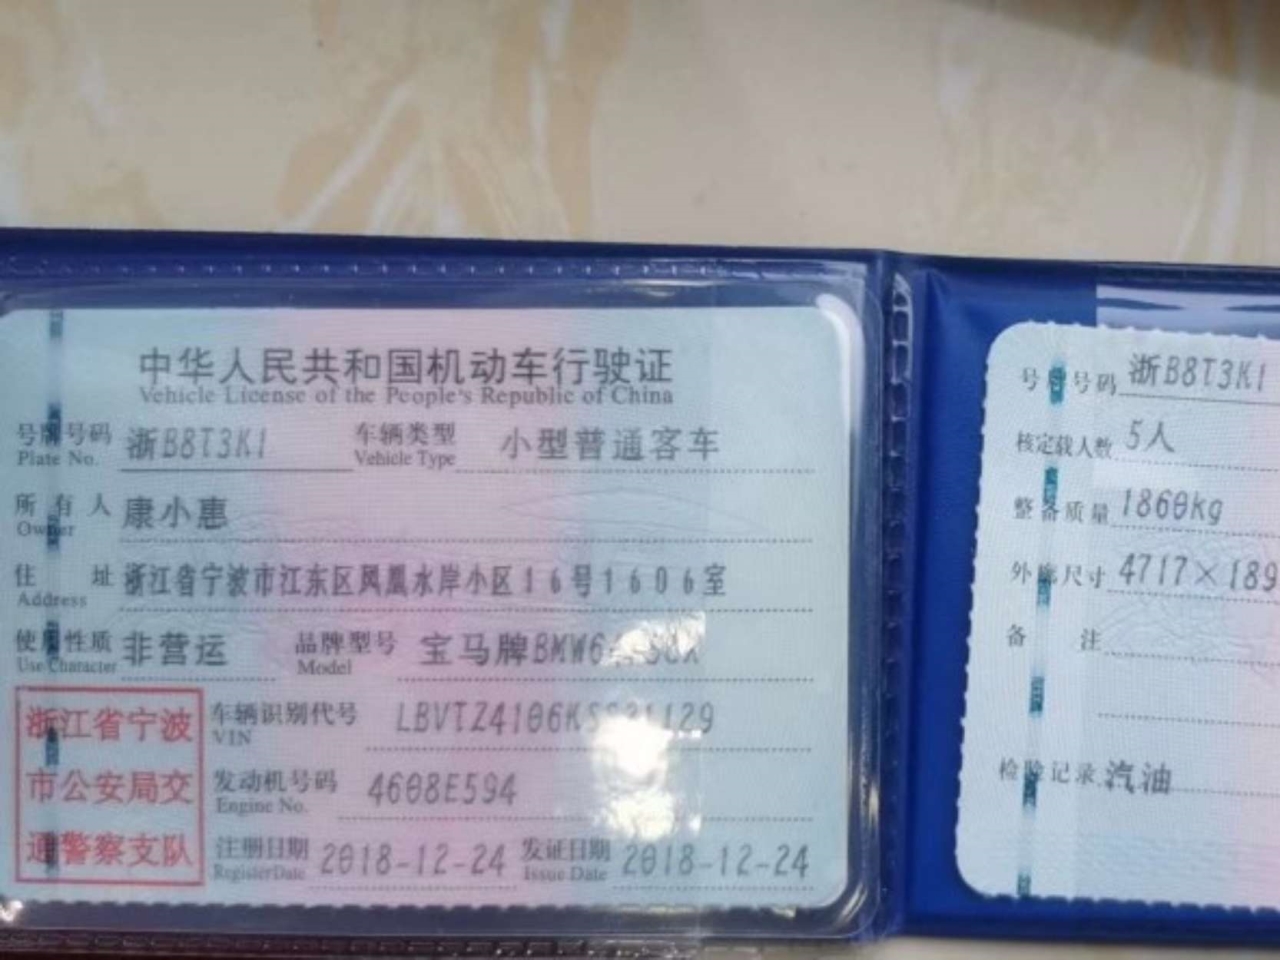 中华人民共和国机动车行驶证
Vehicle License of the People's Republic of China
号牌号码 浙B8T3K1 车辆类型 小型普通客车
Plate No. Vehicle Type
所有人 康小惠
Owner
住址 浙江省宁波市江东区凤凰水岸小区16号1606室
Address
使用性质 非营运 品牌型号 宝马牌
Use Character Model
浙江省宁波
市公安局交
通警察支队
车辆识别代号
VIN
发动机号码 4608E594
Engine No.
注册日期 2018-12-24 发证日期 2018-12-24
Register Date Issue Date
号牌号码 浙B8T3K1
核定载人数 5人
整备质量 1860kg
外廓尺寸 4717×189
备注
检验记录 汽油